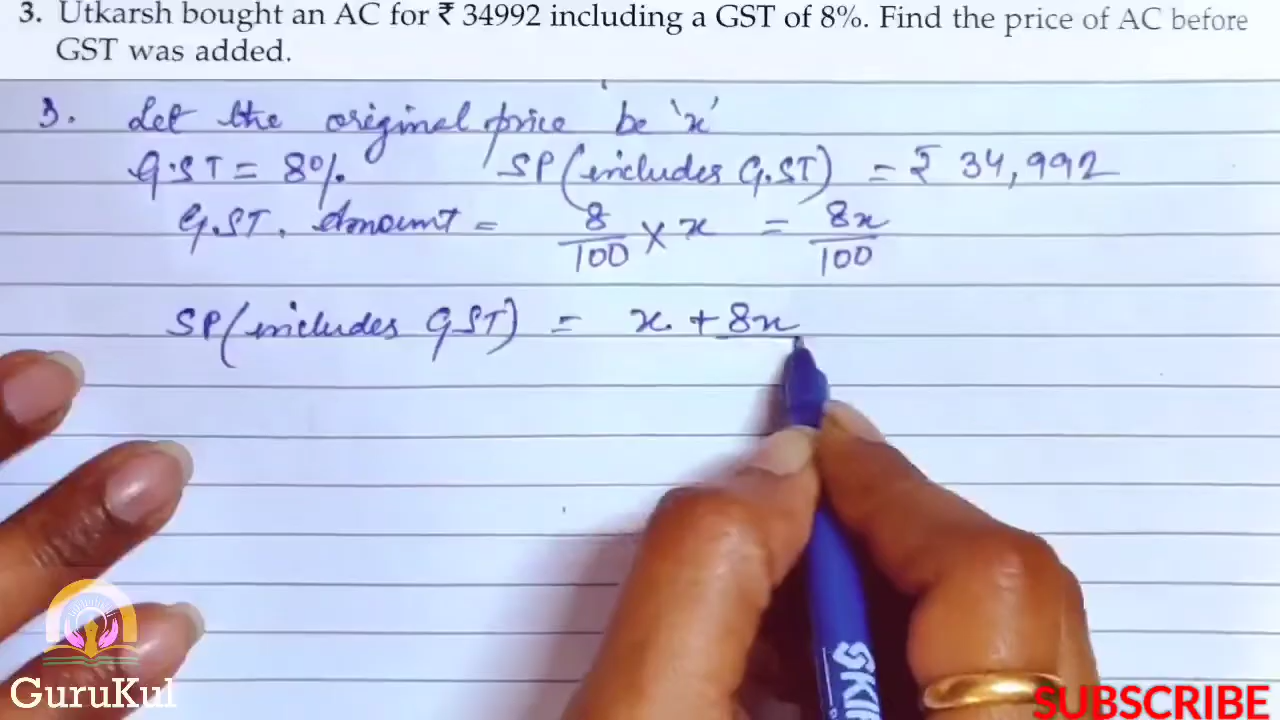 3. Utkarsh bought an AC for ₹ 34992 including a GST of 8%. Find the price of AC before
GST was added.
3. Let the original price be 'x'
G.ST = 8% SP (includes G.ST) = ₹ 34,992
G.ST. Amount = 8/100 × x = 8x/100
SP (includes GST) = x + 8x
SKI
GuruKul
SUBSCRIBE